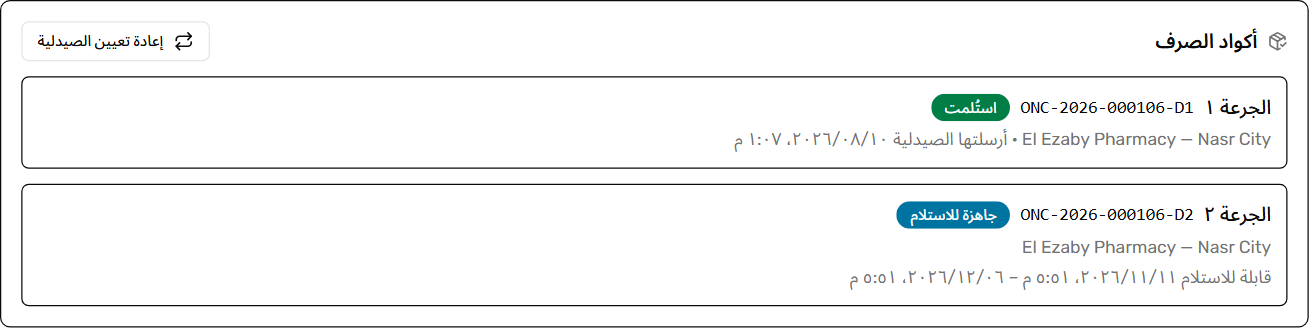 أكواد الصرف
إعادة تعيين الصيدلية
الجرعة ١ ONC-2026-000106-D1 استُلمت
El Ezaby Pharmacy — Nasr City • أرسلتها الصيدلية ٢٠٢٦/٠٨/١٠، ١:٠٧ م
الجرعة ٢ ONC-2026-000106-D2 جاهزة للاستلام
El Ezaby Pharmacy — Nasr City
قابلة للاستلام ٢٠٢٦/١١/١١، ٥:٥١ م – ٢٠٢٦/١٢/٠٦، ٥:٥١ م